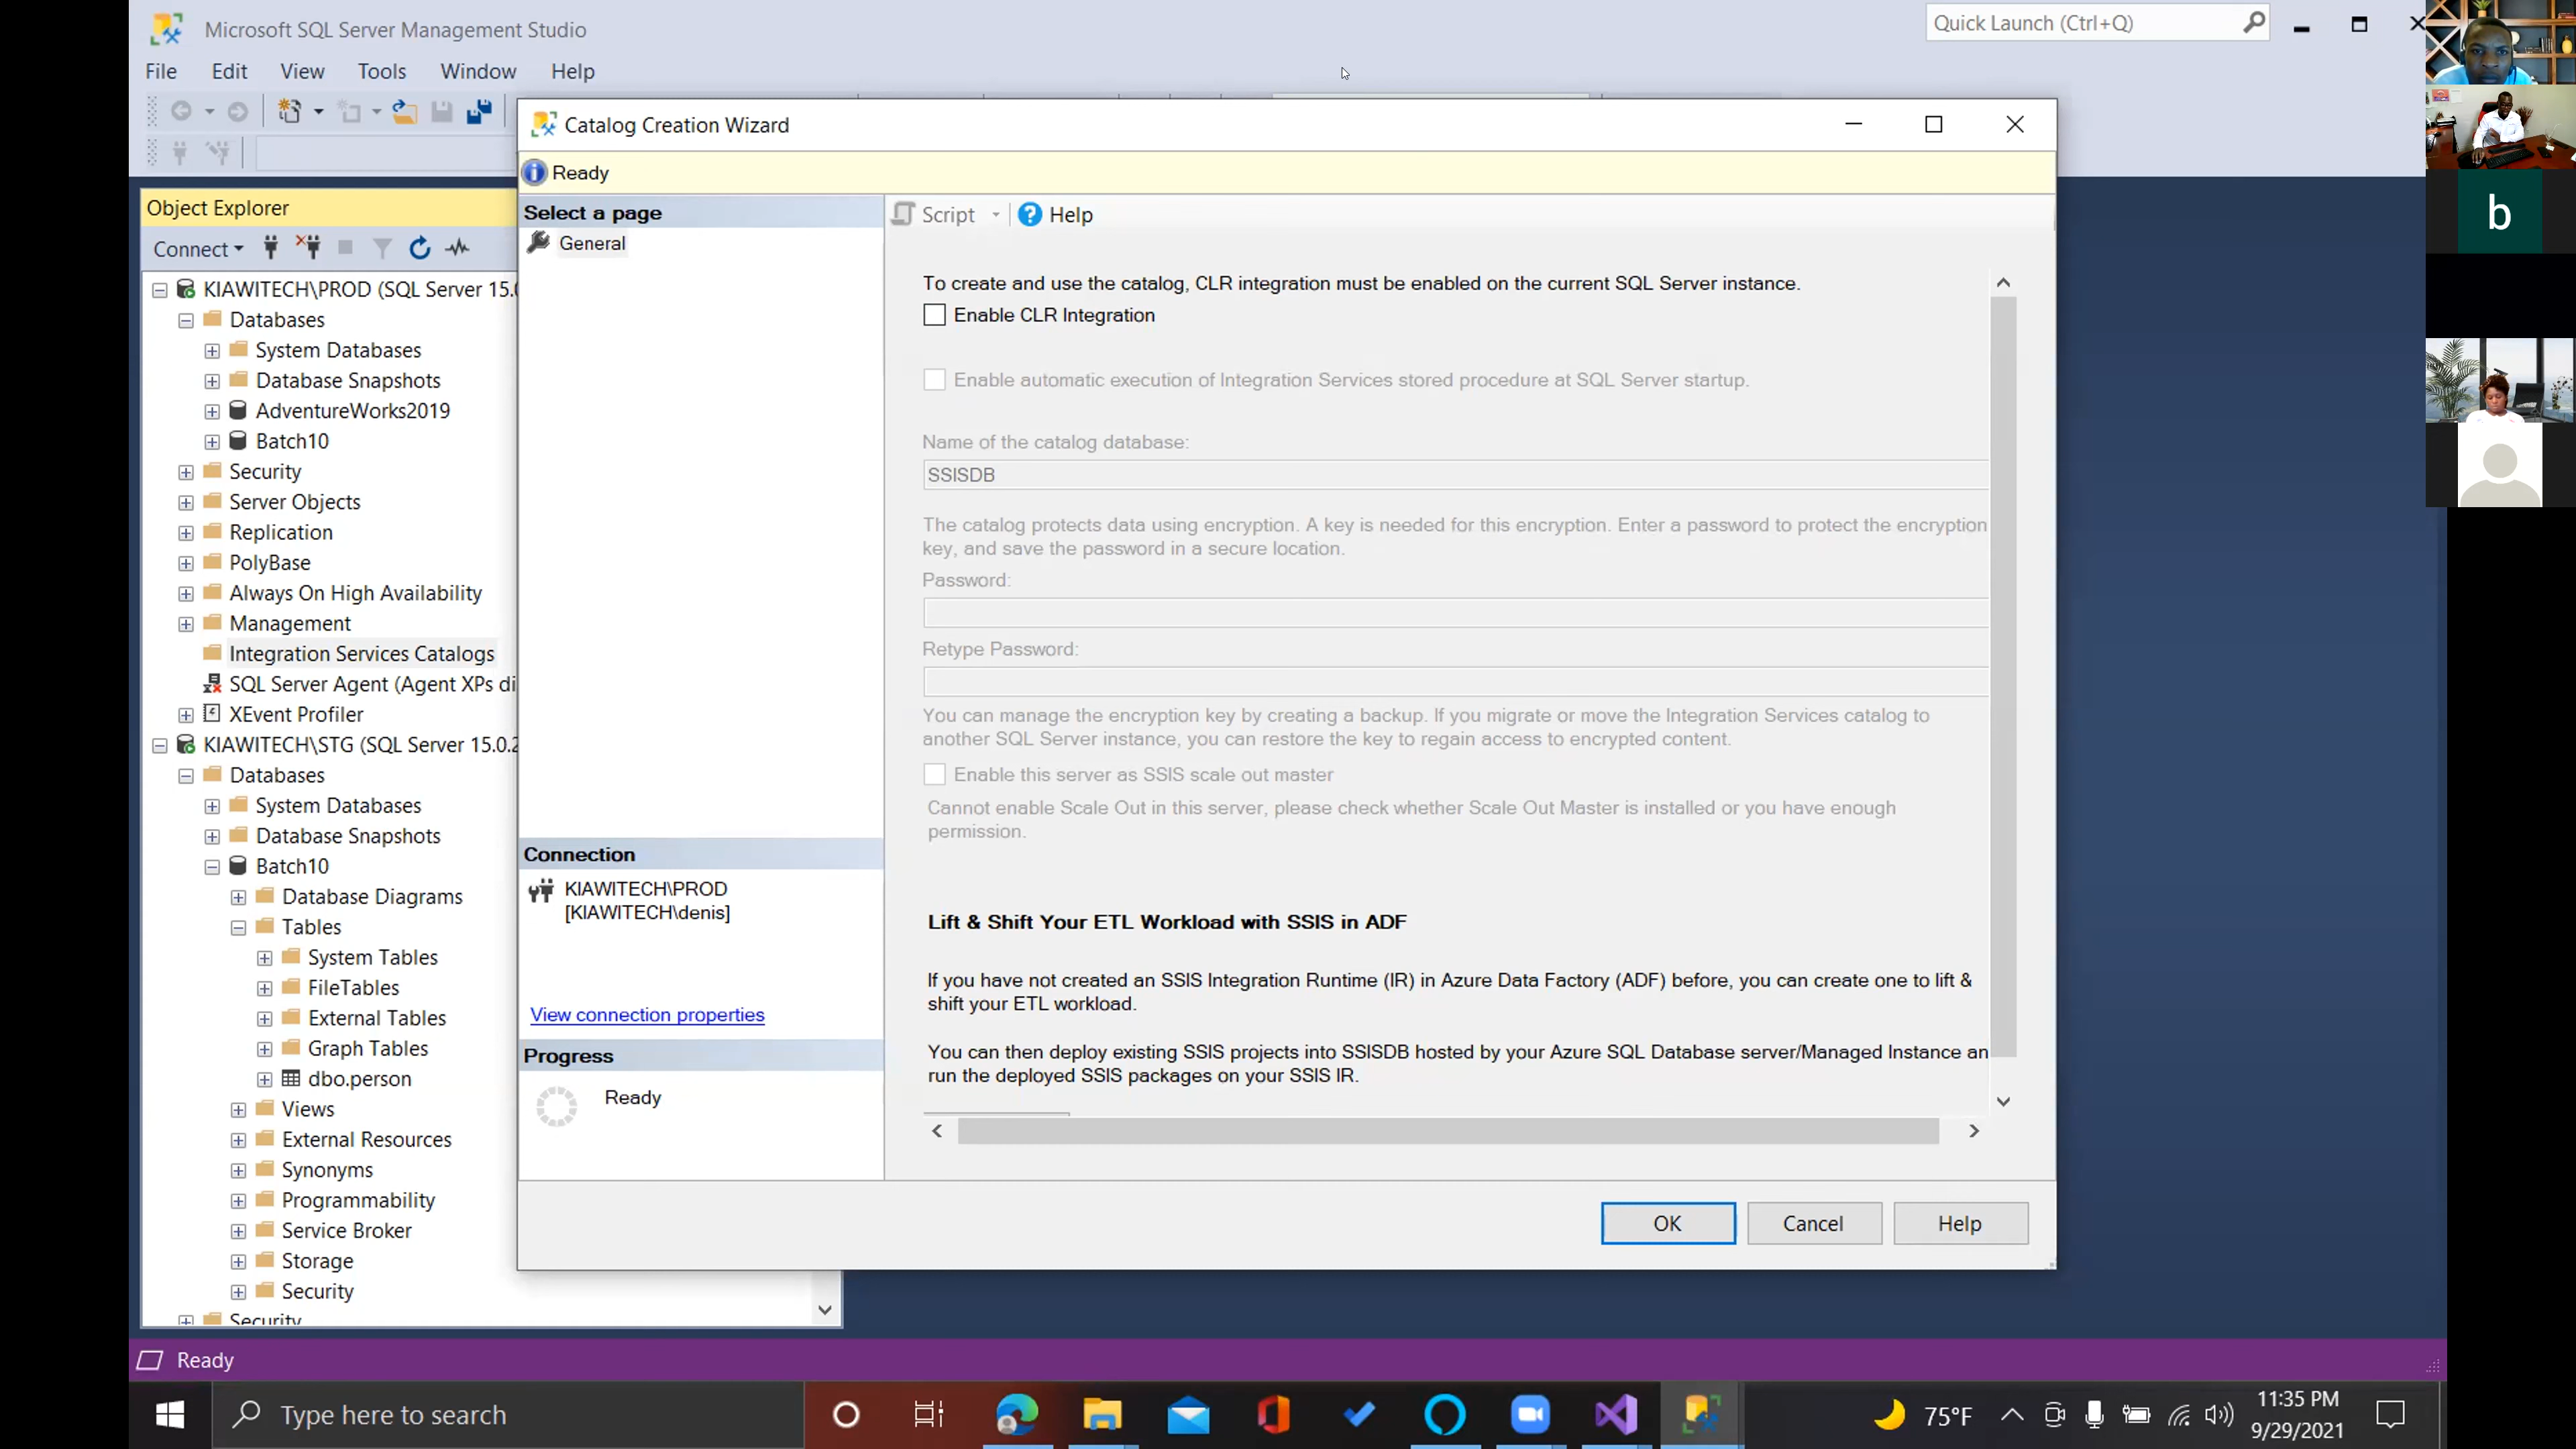 Microsoft SQL Server Management Studio
Quick Launch (Ctrl+Q)
File Edit View Tools Window Help
Object Explorer
Connect
KIAWITECH\PROD (SQL Server 15.0
Databases
System Databases
Database Snapshots
AdventureWorks2019
Batch10
Security
Server Objects
Replication
PolyBase
Always On High Availability
Management
Integration Services Catalogs
SQL Server Agent (Agent XPs di
XEvent Profiler
KIAWITECH\STG (SQL Server 15.0.2
Databases
System Databases
Database Snapshots
Batch10
Database Diagrams
Tables
System Tables
FileTables
External Tables
Graph Tables
dbo.person
Views
External Resources
Synonyms
Programmability
Service Broker
Storage
Security
Security
Catalog Creation Wizard
Ready
Select a page
General
Connection
KIAWITECH\PROD
[KIAWITECH\denis]
View connection properties
Progress
Ready
Script Help
To create and use the catalog, CLR integration must be enabled on the current SQL Server instance.
Enable CLR Integration
Enable automatic execution of Integration Services stored procedure at SQL Server startup.
Name of the catalog database:
SSISDB
The catalog protects data using encryption. A key is needed for this encryption. Enter a password to protect the encryption
key, and save the password in a secure location.
Password:
Retype Password:
You can manage the encryption key by creating a backup. If you migrate or move the Integration Services catalog to
another SQL Server instance, you can restore the key to regain access to encrypted content.
Enable this server as SSIS scale out master
Cannot enable Scale Out in this server, please check whether Scale Out Master is installed or you have enough
permission.
Lift & Shift Your ETL Workload with SSIS in ADF
If you have not created an SSIS Integration Runtime (IR) in Azure Data Factory (ADF) before, you can create one to lift &
shift your ETL workload.
You can then deploy existing SSIS projects into SSISDB hosted by your Azure SQL Database server/Managed Instance an
run the deployed SSIS packages on your SSIS IR.
OK Cancel Help
b
Ready
Type here to search
75°F
11:35 PM
9/29/2021